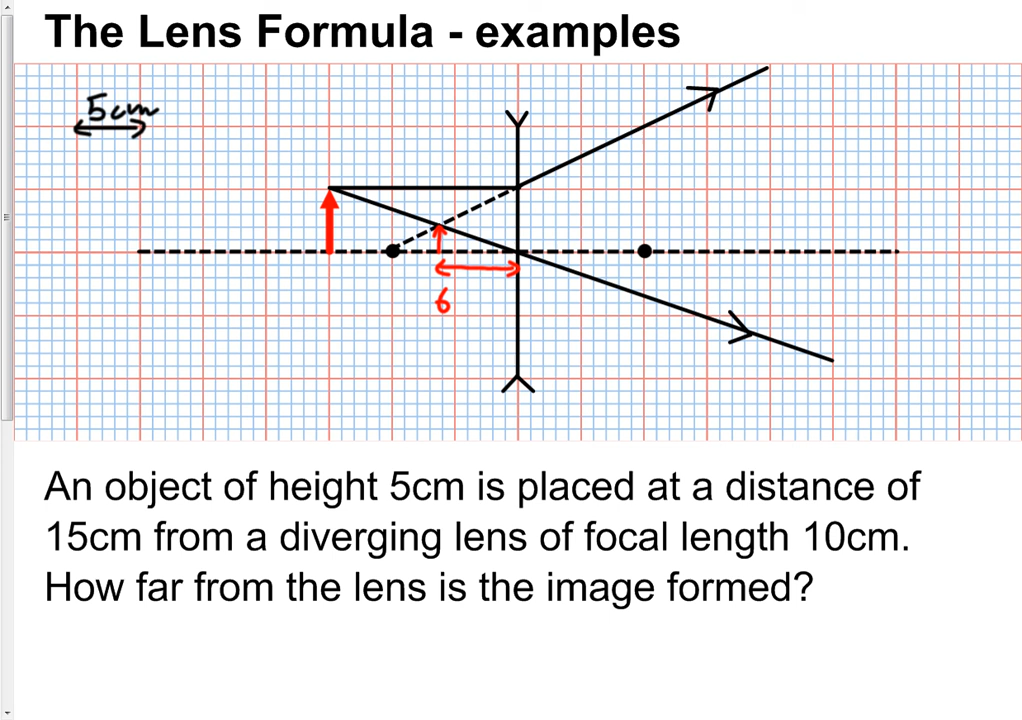 The Lens Formula - examples
5cm
6
An object of height 5cm is placed at a distance of
15cm from a diverging lens of focal length 10cm.
How far from the lens is the image formed?